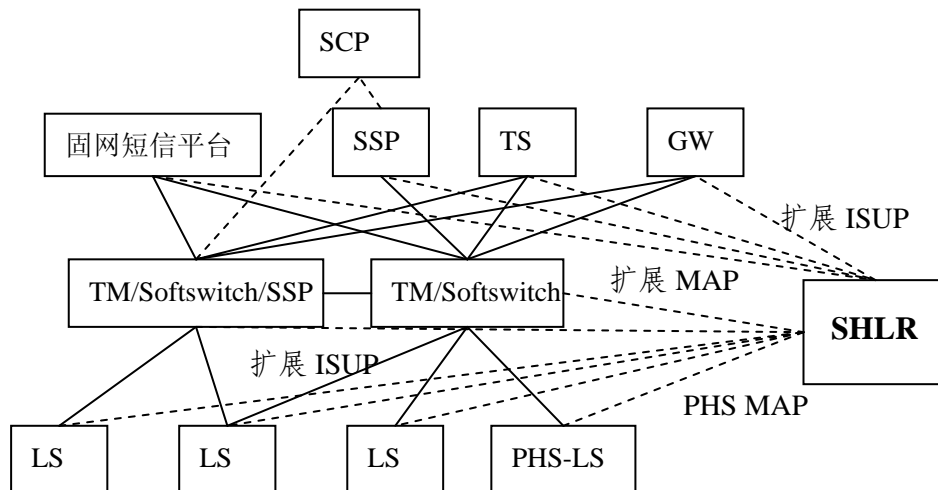 SCP
固网短信平台
SSP
TS
GW
扩展 ISUP
扩展 MAP
TM/Softswitch/SSP
TM/Softswitch
SHLR
扩展 ISUP
PHS MAP
LS
LS
LS
PHS-LS